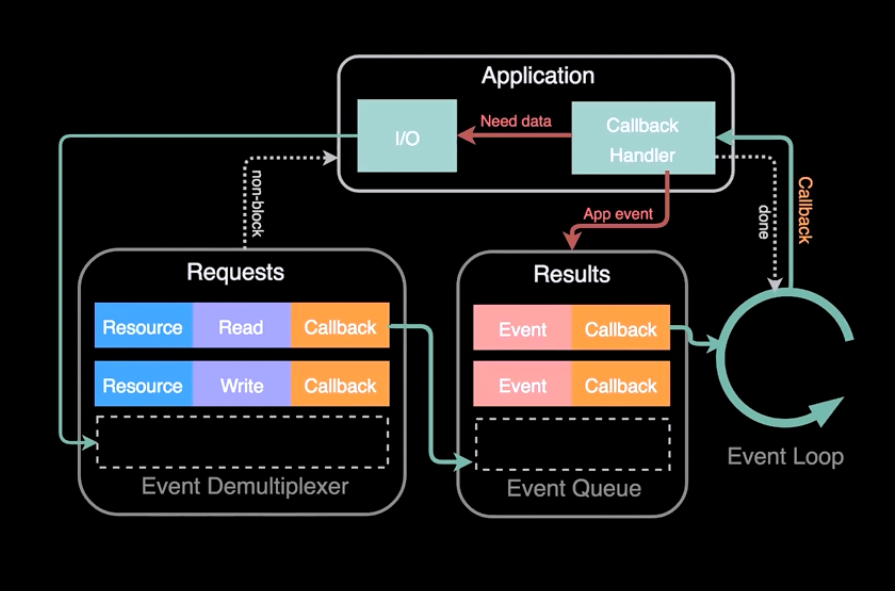 Application
I/O
Need data
Callback
Handler
non-block
App event
done
Callback
Requests
Resource Read Callback
Resource Write Callback
Event Demultiplexer
Results
Event Callback
Event Callback
Event Queue
Event Loop